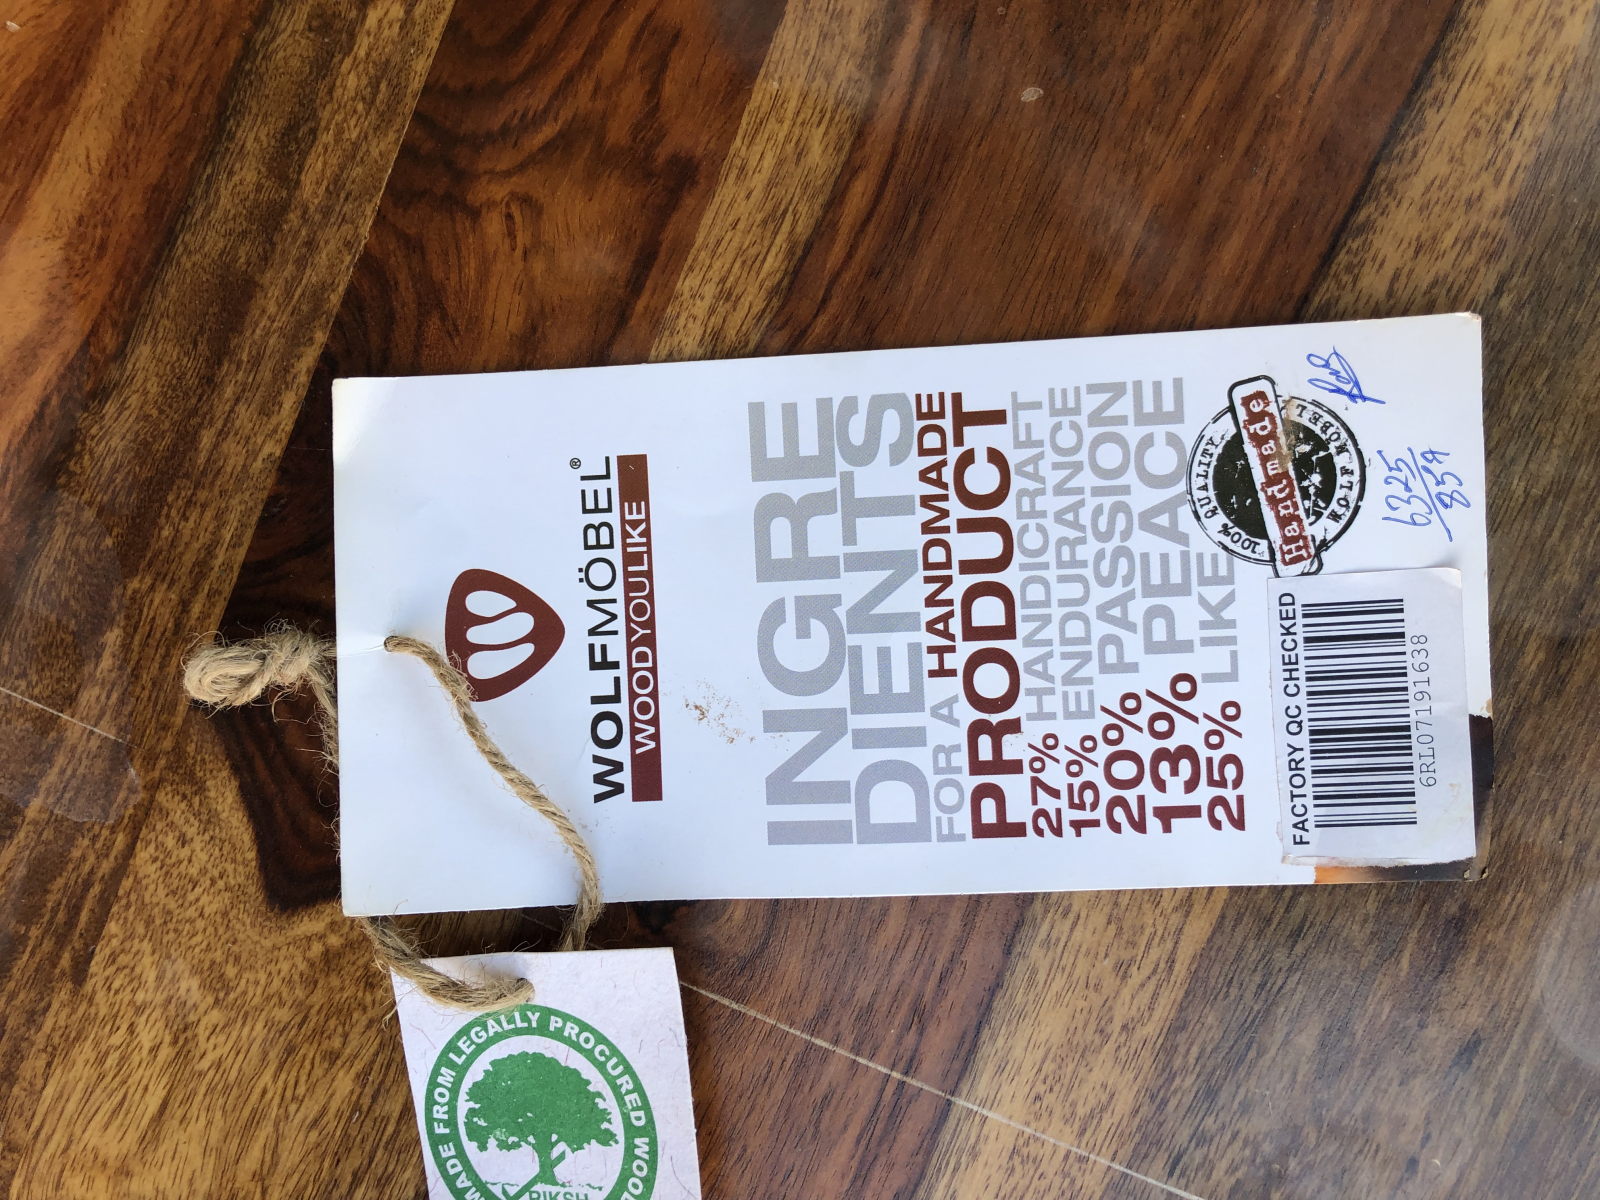 WOLFMÖBEL®
WOODYOULIKE
INGRE
DIENTS
FOR A HANDMADE
PRODUCT
27% HANDICRAFT
15% ENDURANCE
20% PASSION
13% PEACE
25% LIKE
100% QUALITY
Handmade
WOLF MÖBEL
FACTORY QC CHECKED
6RL07191638
6325
859
MADE FROM LEGALLY PROCURED WOOD